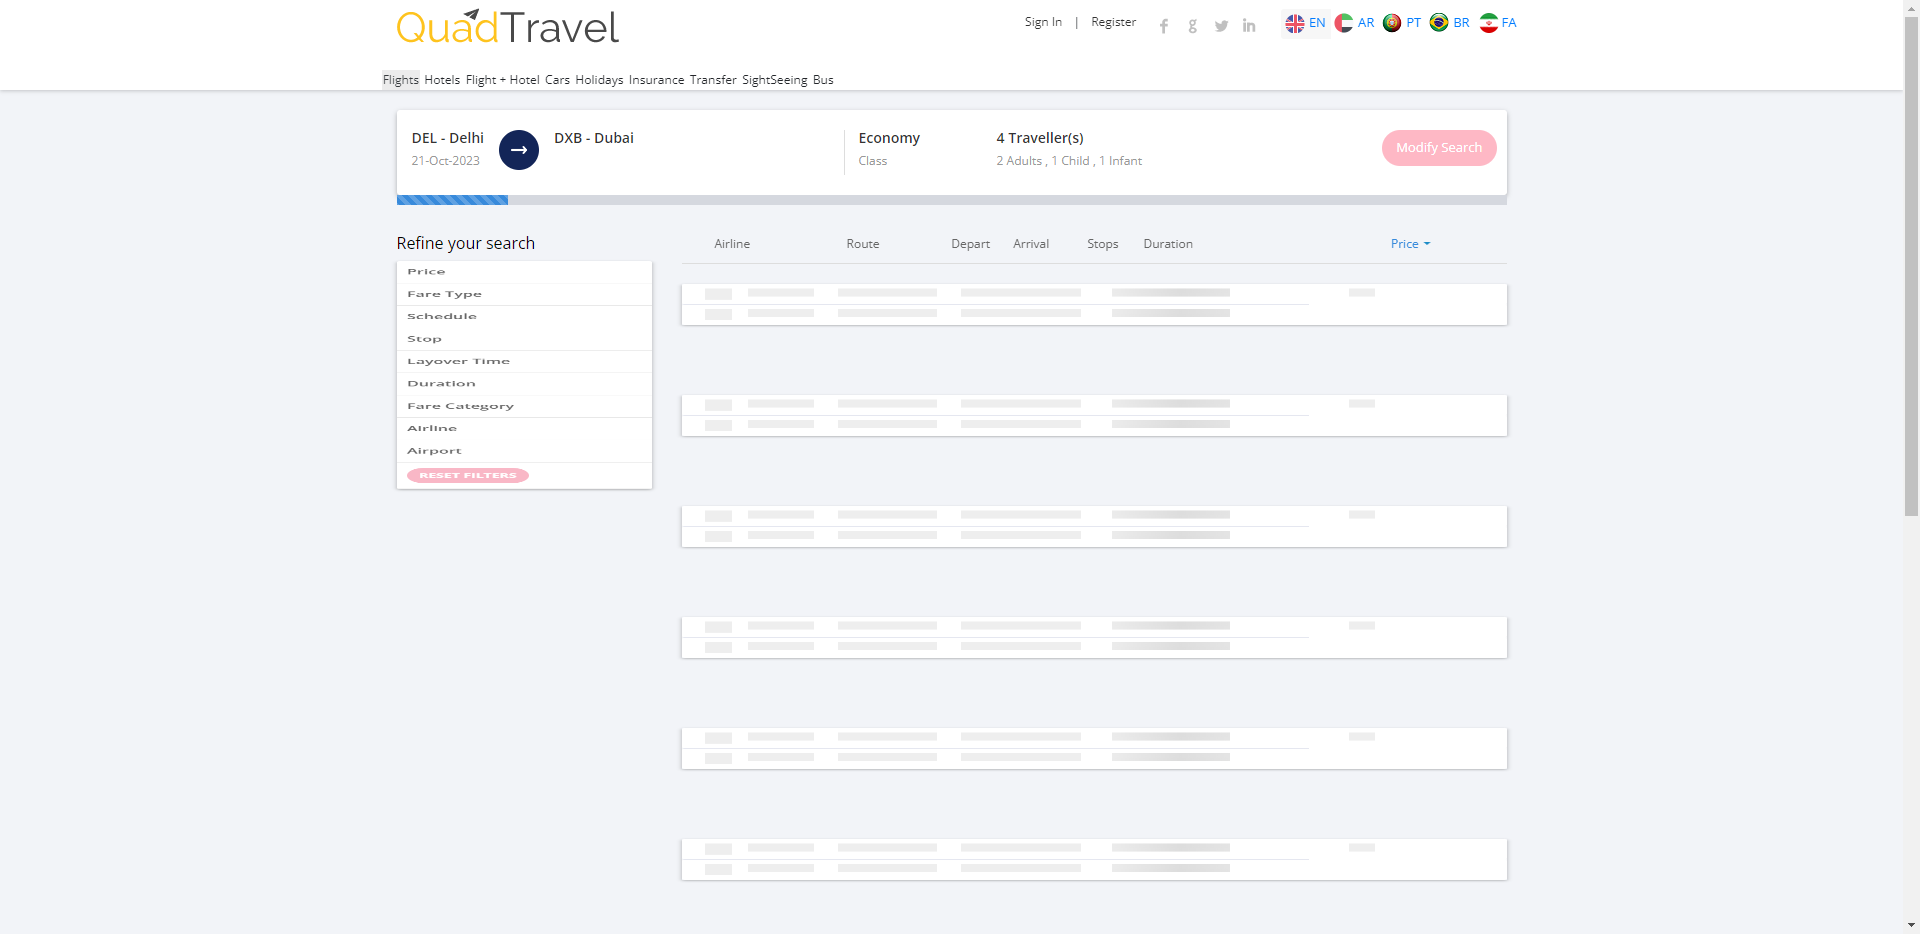 QuadTravel
Sign In | Register
EN AR PT BR FA
Flights Hotels Flight + Hotel Cars Holidays Insurance Transfer SightSeeing Bus
DEL - Delhi
21-Oct-2023
DXB - Dubai
Economy
Class
4 Traveller(s)
2 Adults , 1 Child , 1 Infant
Modify Search
Refine your search
Price
Fare Type
Schedule
Stop
Layover Time
Duration
Fare Category
Airline
Airport
RESET FILTERS
Airline Route Depart Arrival Stops Duration Price